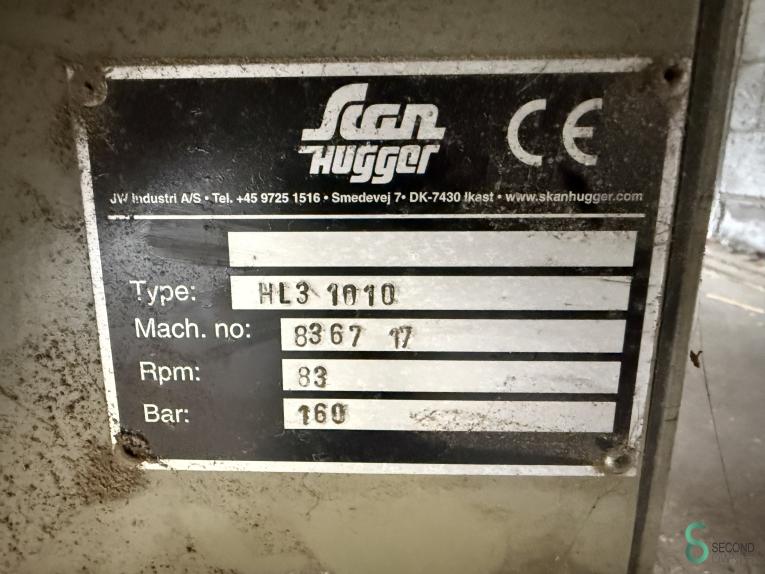 Skan
HUGGER
CE
JW Industri A/S • Tel. +45 9725 1516 • Smedevej 7• DK-7430 Ikast • www.skanhugger.com
Type: HL3 1010
Mach. no: 8367 17
Rpm: 83
Bar: 160
SECOND